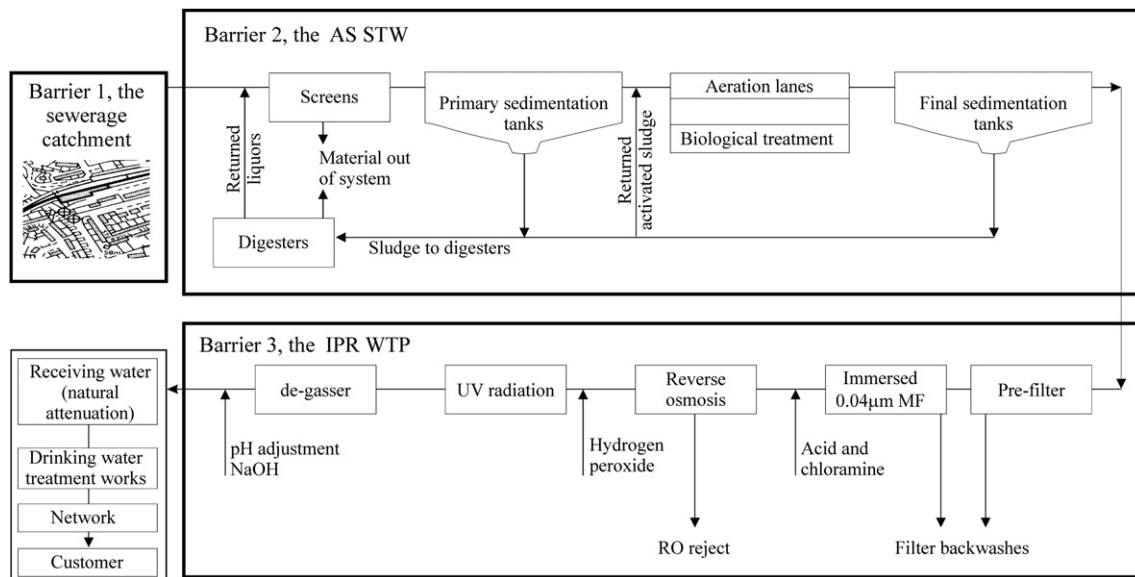 Barrier 2, the AS STW
Barrier 1, the
sewerage
catchment
Returned
liquors
Screens
Material out
of system
Digesters
Primary sedimentation
tanks
Sludge to digesters
Returned
activated sludge
Aeration lanes
Biological treatment
Final sedimentation
tanks
Barrier 3, the IPR WTP
Receiving water
(natural
attenuation)
Drinking water
treatment works
Network
Customer
pH adjustment
NaOH
de-gasser
UV radiation
Hydrogen
peroxide
Reverse
osmosis
RO reject
Acid and
chloramine
Immersed
0.04μm MF
Pre-filter
Filter backwashes